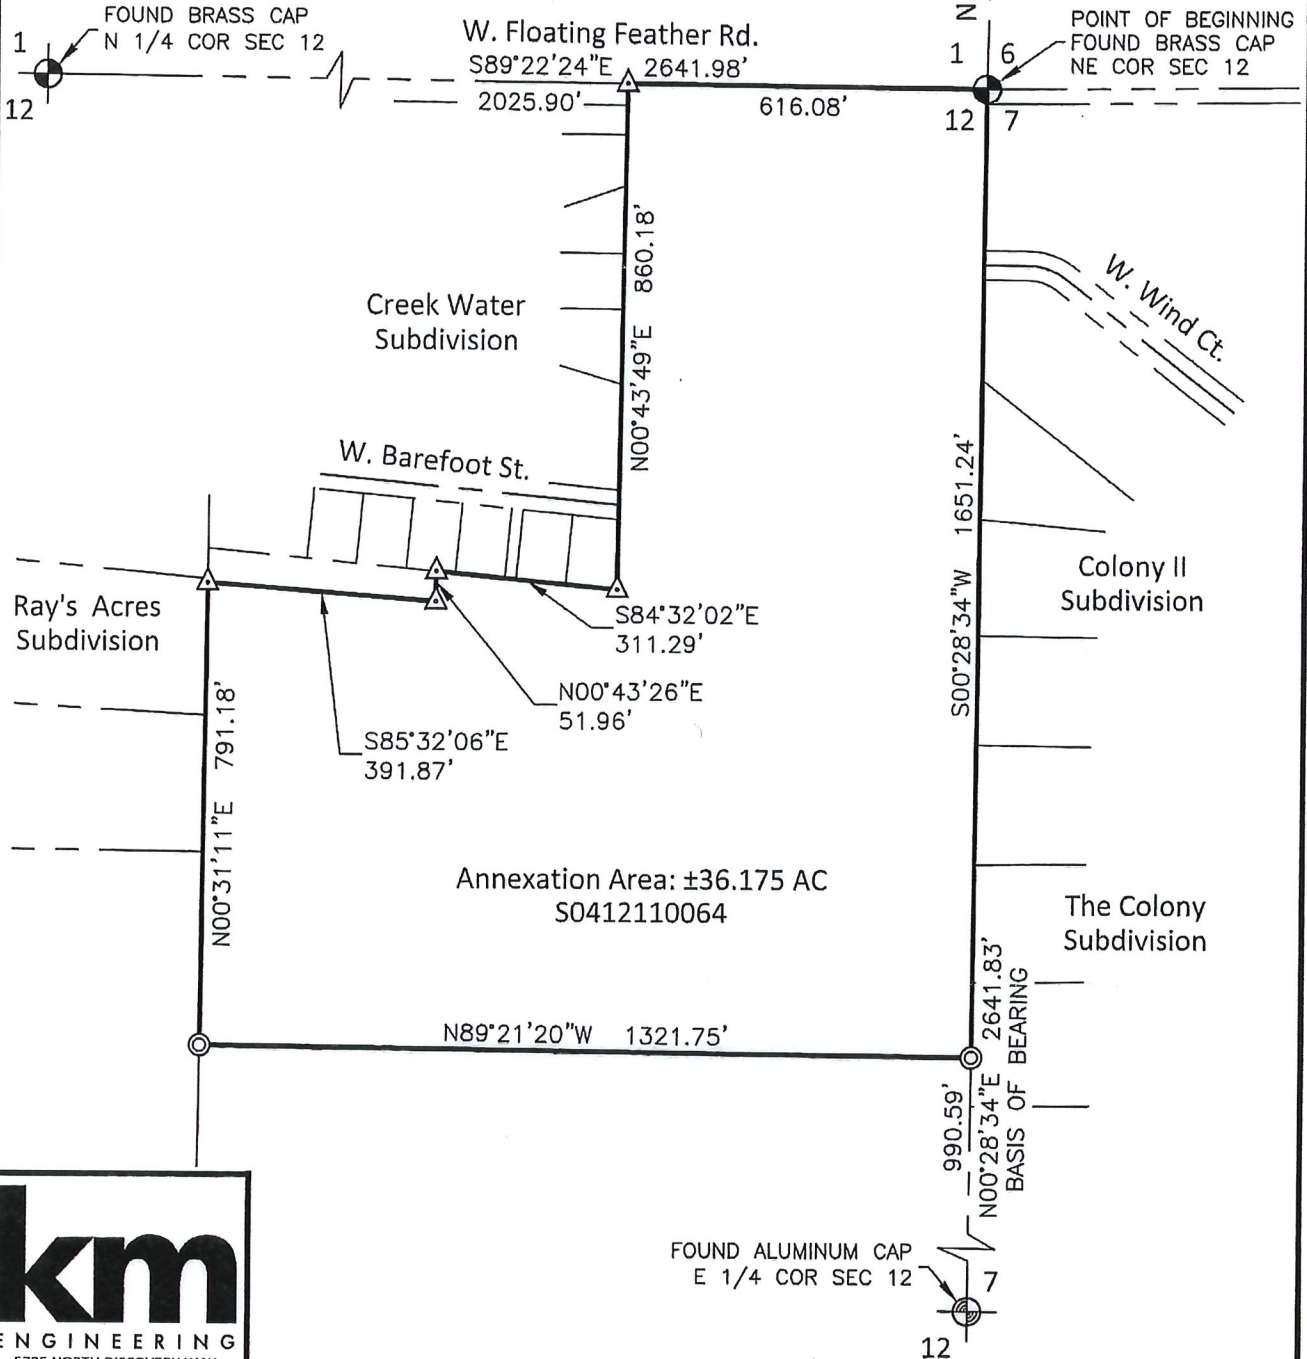 FOUND BRASS CAP
N 1/4 COR SEC 12
1
12
W. Floating Feather Rd.
S89°22'24"E 2641.98'
2025.90'
616.08'
N
POINT OF BEGINNING
FOUND BRASS CAP
NE COR SEC 12
1 6
12 7
N00°43'49"E 860.18'
Creek Water
Subdivision
W. Wind Ct.
W. Barefoot St.
S00°28'34"W 1651.24'
Colony II
Subdivision
Ray's Acres
Subdivision
S84°32'02"E
311.29'
N00°43'26"E
51.96'
S85°32'06"E
391.87'
N00°31'11"E 791.18'
Annexation Area: ±36.175 AC
S0412110064
The Colony
Subdivision
N89°21'20"W 1321.75'
990.59'
N00°28'34"E 2641.83'
BASIS OF BEARING
FOUND ALUMINUM CAP
E 1/4 COR SEC 12
7
12
km
ENGINEERING